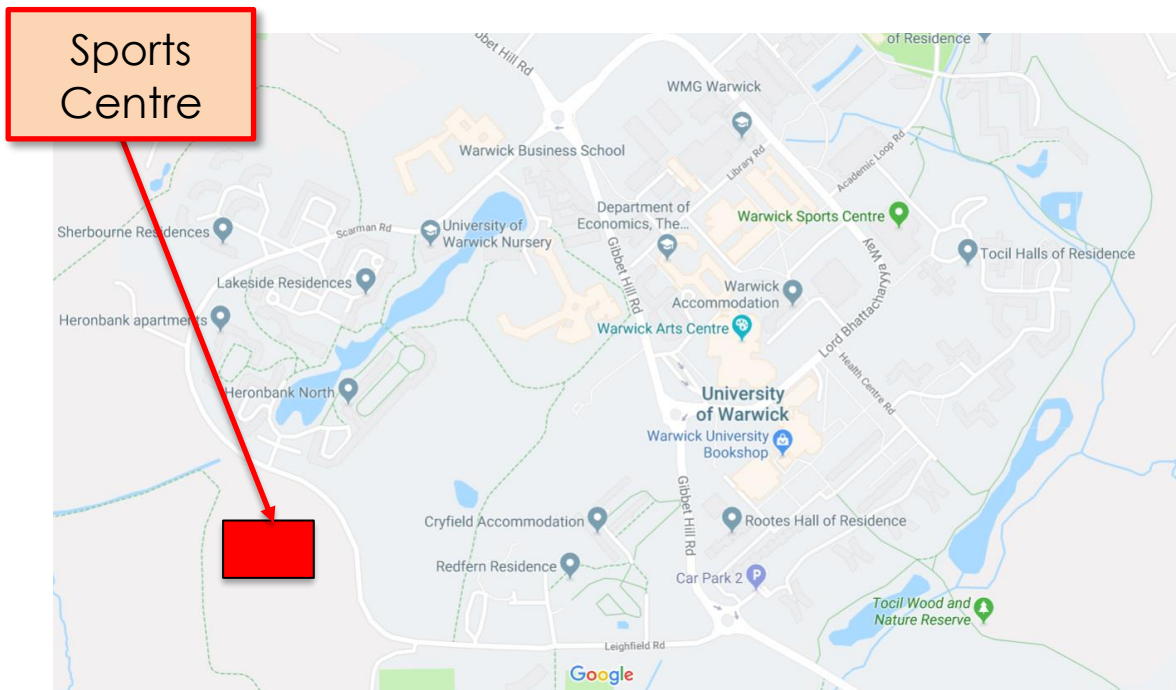 Sports
Centre
of Residence
Gibbet Hill Rd
WMG Warwick
Warwick Business School
Library Rd
Academic Loop Rd
Department of
Economics, The...
Warwick Sports Centre
Sherbourne Residences
Scarman Rd
University of
Warwick Nursery
Tocil Halls of Residence
Gibbet Hill Rd
Lord Bhattacharyya Way
Lakeside Residences
Warwick
Accommodation
Heronbank apartments
Warwick Arts Centre
Health Centre Rd
Heronbank North
University
of Warwick
Warwick University
Bookshop
Gibbet Hill Rd
Cryfield Accommodation
Rootes Hall of Residence
Redfern Residence
Car Park 2
P
Tocil Wood and
Nature Reserve
Leighfield Rd
Google